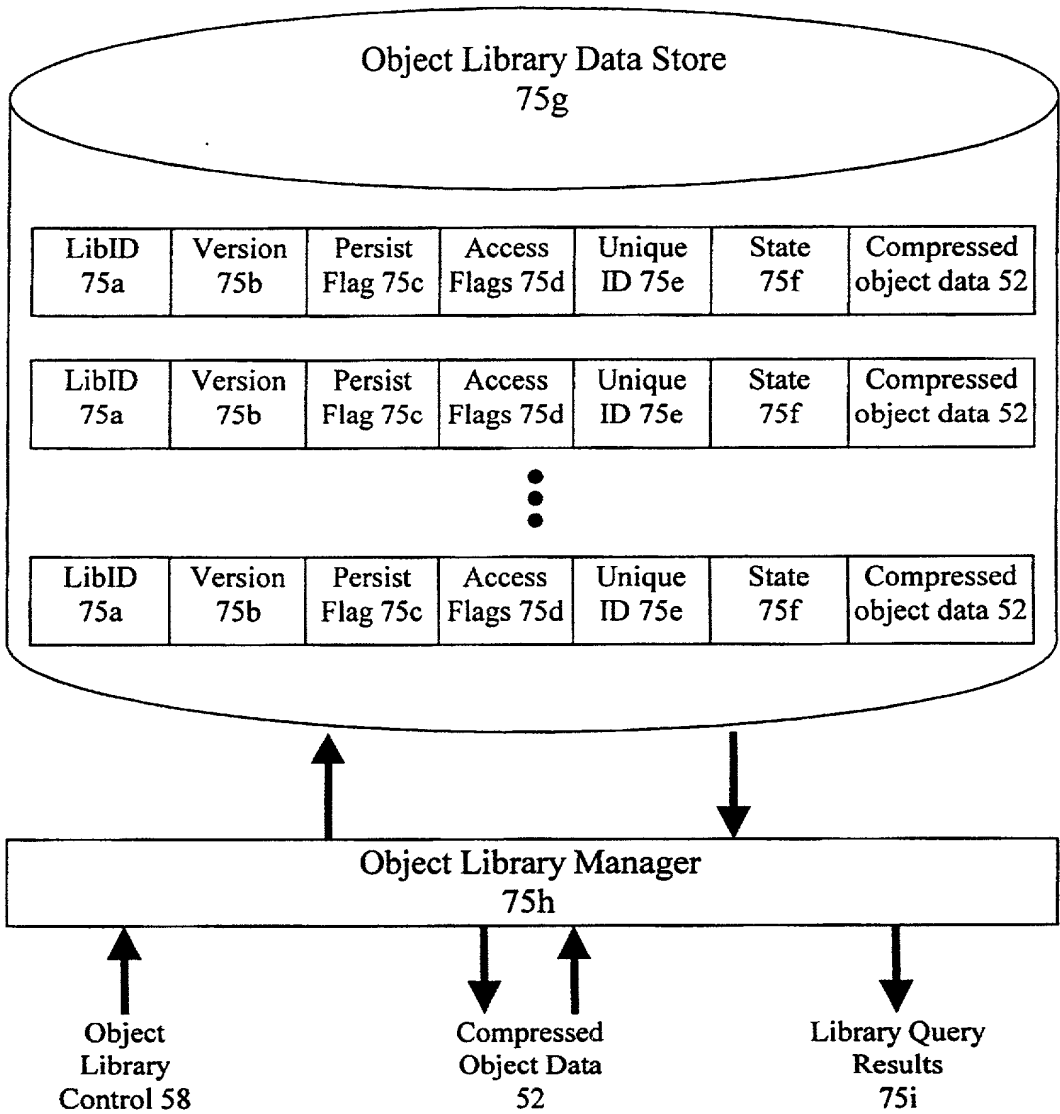 Object Library Data Store
75g
LibID Version Persist Access Unique State Compressed
75a 75b Flag 75c Flags 75d ID 75e 75f object data 52
LibID Version Persist Access Unique State Compressed
75a 75b Flag 75c Flags 75d ID 75e 75f object data 52
LibID Version Persist Access Unique State Compressed
75a 75b Flag 75c Flags 75d ID 75e 75f object data 52
Object Library Manager
75h
Object Compressed Library Query
Library Object Data Results
Control 58 52 75i